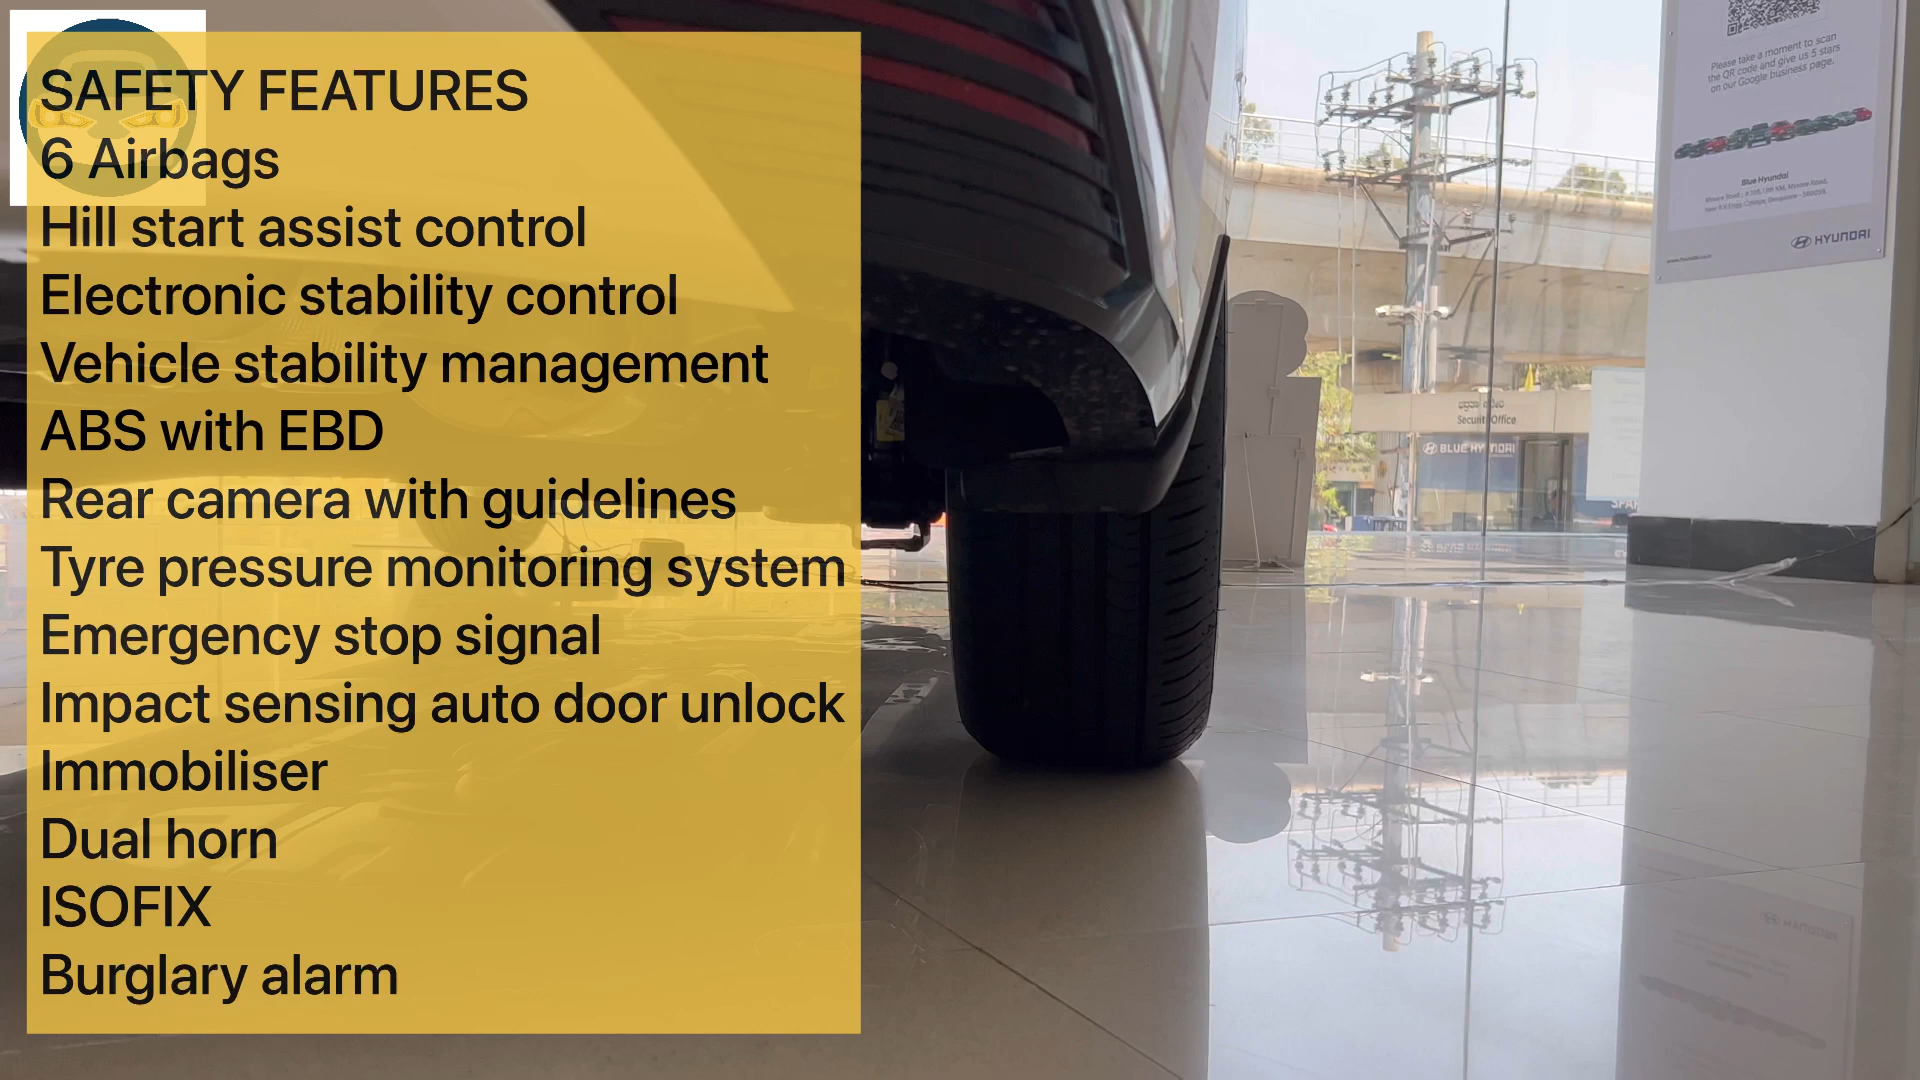 SAFETY FEATURES
6 Airbags
Hill start assist control
Electronic stability control
Vehicle stability management
ABS with EBD
Rear camera with guidelines
Tyre pressure monitoring system
Emergency stop signal
Impact sensing auto door unlock
Immobiliser
Dual horn
ISOFIX
Burglary alarm
Please take a moment to scan
the QR code and give us 5 stars
on our Google business page.
Blue Hyundai
HYUNDAI
Security Office
BLUE HYUNDAI